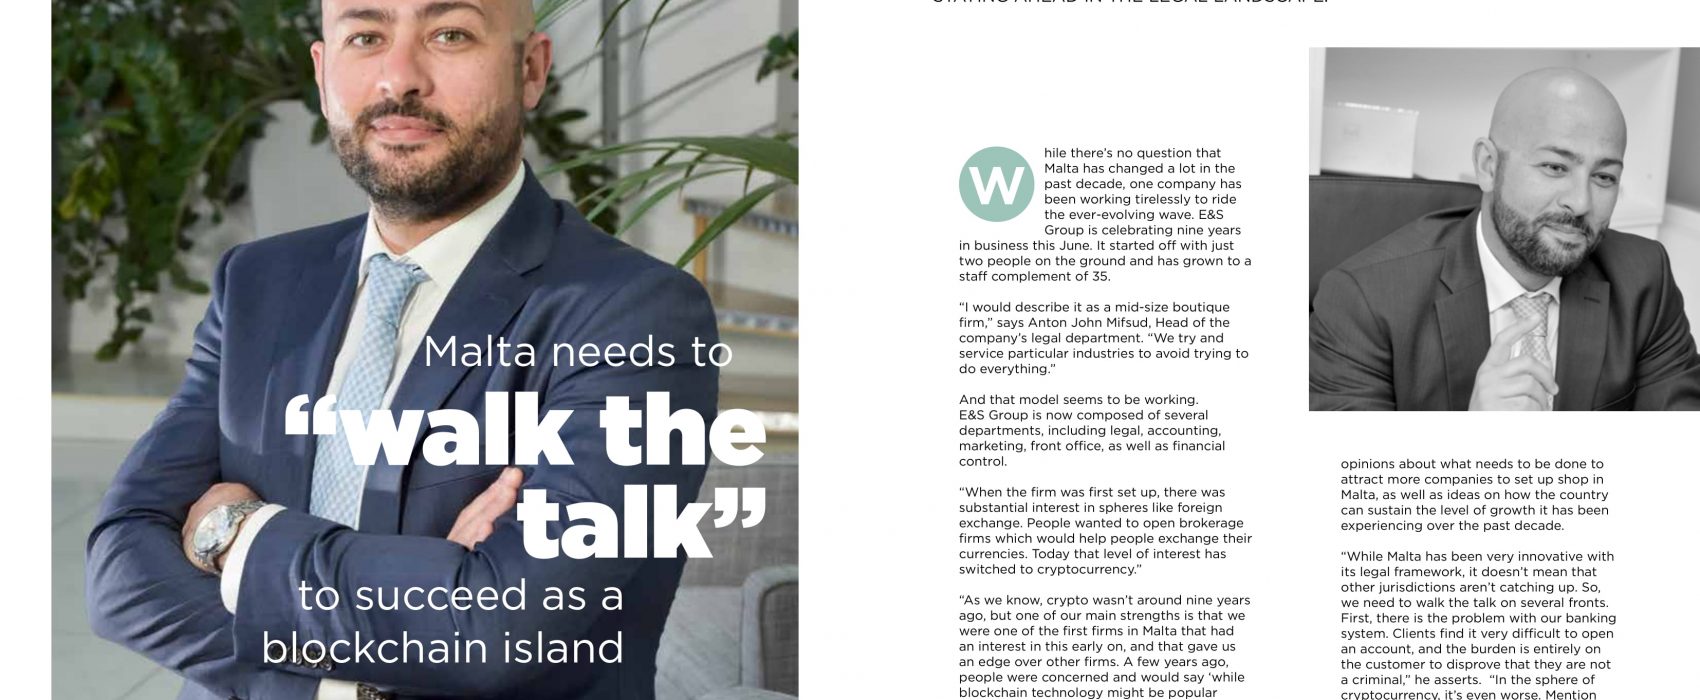 Malta needs to
“walk the
talk”
to succeed as a
blockchain island
STAYING AHEAD IN THE LEGAL LANDSCAPE.
While there’s no question that
Malta has changed a lot in the
past decade, one company has
been working tirelessly to ride
the ever-evolving wave. E&S
Group is celebrating nine years
in business this June. It started off with just
two people on the ground and has grown to a
staff complement of 35.
“I would describe it as a mid-size boutique
firm,” says Anton John Mifsud, Head of the
company’s legal department. “We try and
service particular industries to avoid trying to
do everything.”
And that model seems to be working.
E&S Group is now composed of several
departments, including legal, accounting,
marketing, front office, as well as financial
control.
“When the firm was first set up, there was
substantial interest in spheres like foreign
exchange. People wanted to open brokerage
firms which would help people exchange their
currencies. Today that level of interest has
switched to cryptocurrency.”
“As we know, crypto wasn’t around nine years
ago, but one of our main strengths is that we
were one of the first firms in Malta that had
an interest in this early on, and that gave us
an edge over other firms. A few years ago,
people were concerned and would say ‘while
blockchain technology might be popular
opinions about what needs to be done to
attract more companies to set up shop in
Malta, as well as ideas on how the country
can sustain the level of growth it has been
experiencing over the past decade.
“While Malta has been very innovative with
its legal framework, it doesn’t mean that
other jurisdictions aren’t catching up. So,
we need to walk the talk on several fronts.
First, there is the problem with our banking
system. Clients find it very difficult to open
an account, and the burden is entirely on
the customer to disprove that they are not
a criminal,” he asserts.  “In the sphere of
cryptocurrency, it’s even worse. Mention